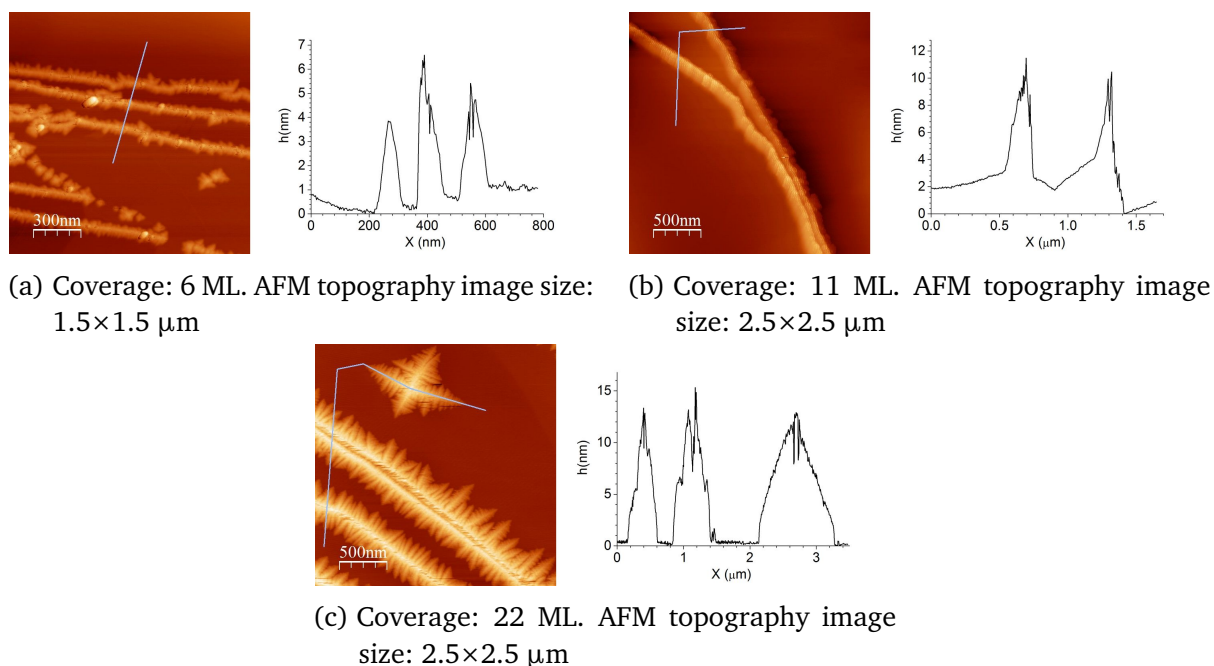 7
6
5
4
3
2
1
0
h(nm)
0 200 400 600 800
X (nm)
300nm
12
10
8
6
4
2
0
h(nm)
0.0 0.5 1.0 1.5
X (μm)
500nm
(a) Coverage: 6 ML. AFM topography image size:
1.5×1.5 μm
(b) Coverage: 11 ML. AFM topography image
size: 2.5×2.5 μm
15
10
5
0
h(nm)
0 1 2 3
X (μm)
500nm
(c) Coverage: 22 ML. AFM topography image
size: 2.5×2.5 μm